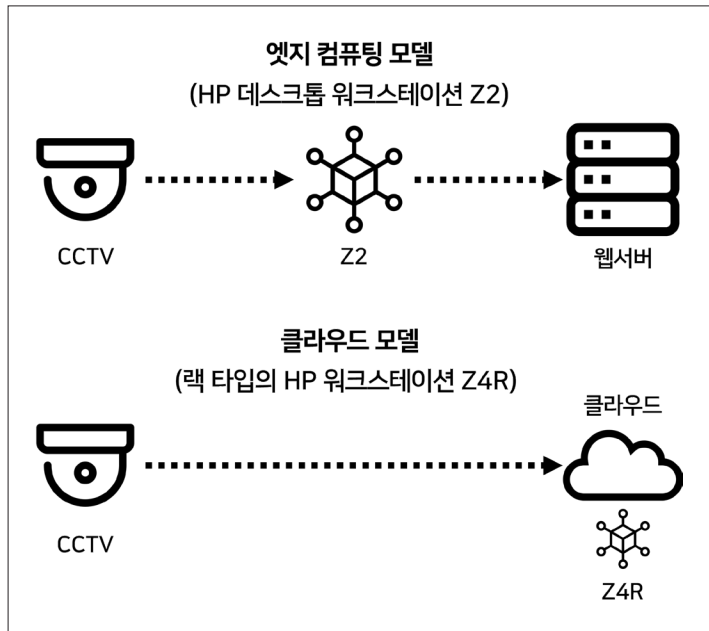 엣지 컴퓨팅 모델
(HP 데스크톱 워크스테이션 Z2)
CCTV
Z2
웹서버
클라우드 모델
(랙 타입의 HP 워크스테이션 Z4R)
클라우드
CCTV
Z4R